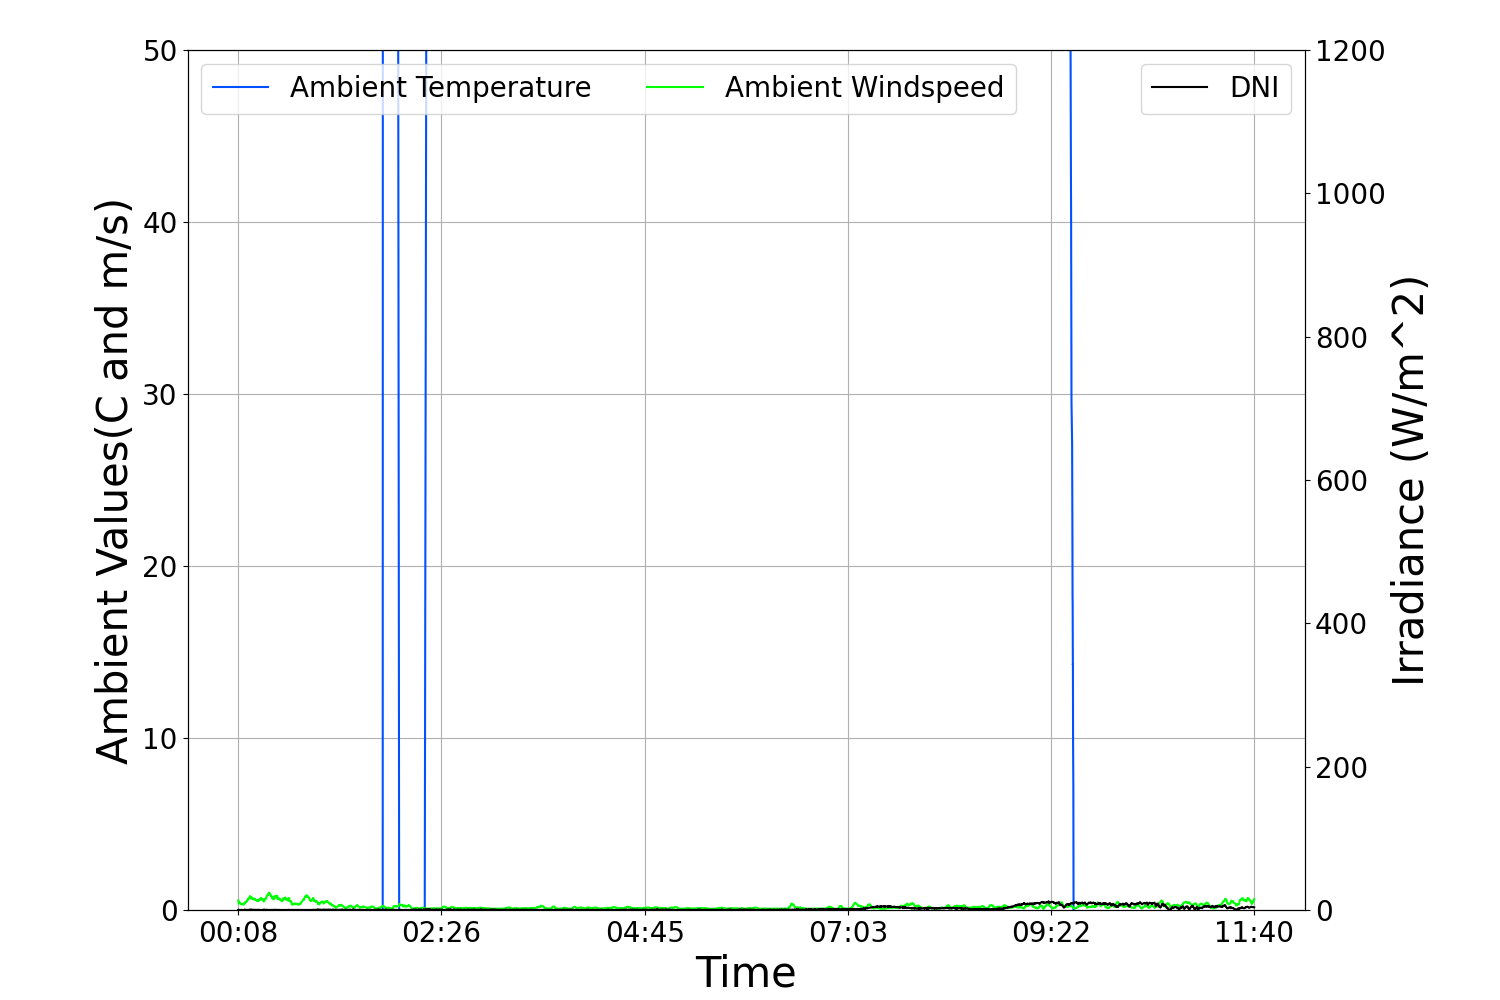 Ambient Temperature
Ambient Windspeed
DNI
Ambient Values(C and m/s)
50
40
30
20
10
0
Irradiance (W/m^2)
1200
1000
800
600
400
200
0
00:08 02:26 04:45 07:03 09:22 11:40
Time